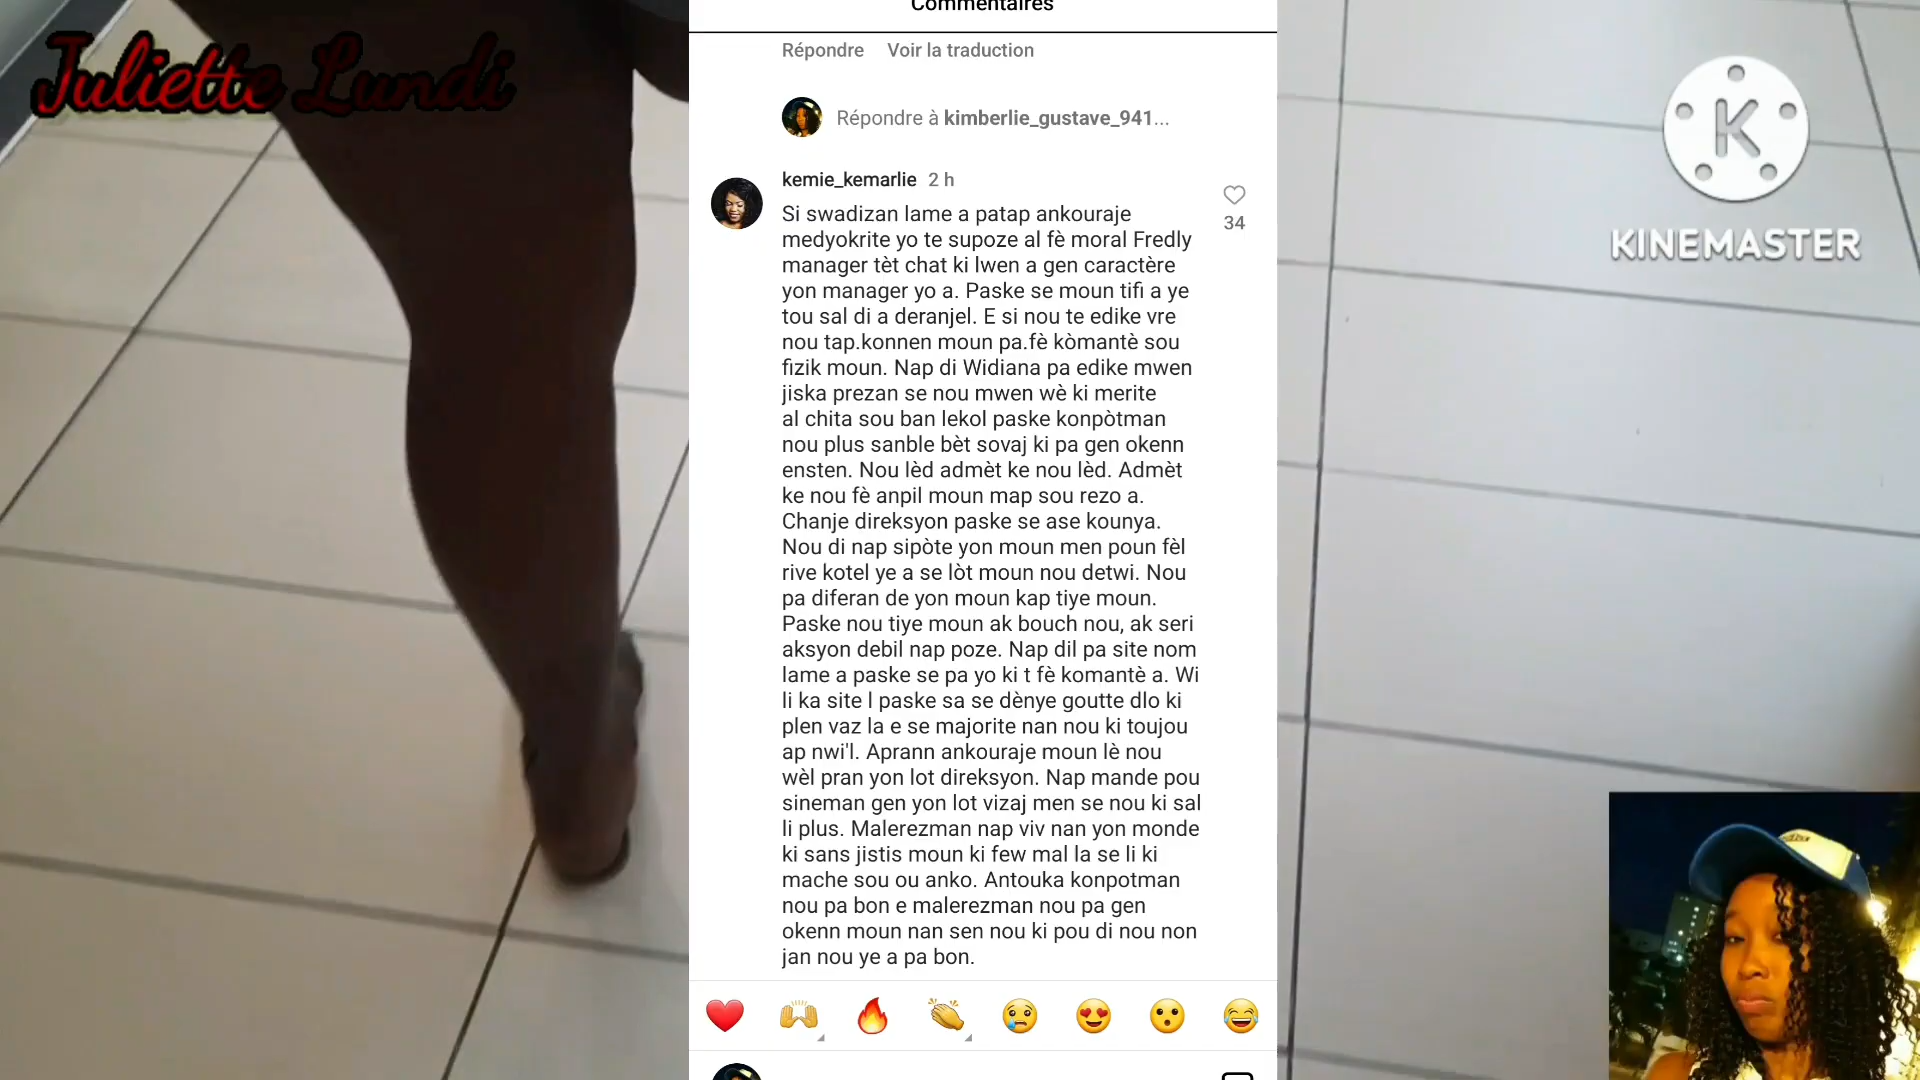 Juliette Lundi
Commentaires
Répondre Voir la traduction
Répondre à kimberlie_gustave_941...
kemie_kemarlie 2 h
34
Si swadizan lame a patap ankouraje
medyokrite yo te supoze al fè moral Fredly
manager tèt chat ki lwen a gen caractère
yon manager yo a. Paske se moun tifi a ye
tou sal di a deranjel. E si nou te edike vre
nou tap.konnen moun pa.fè kòmantè sou
fizik moun. Nap di Widiana pa edike mwen
jiska prezan se nou mwen wè ki merite
al chita sou ban lekol paske konpòtman
nou plus sanble bèt sovaj ki pa gen okenn
ensten. Nou lèd admèt ke nou lèd. Admèt
ke nou fè anpil moun map sou rezo a.
Chanje direksyon paske se ase kounya.
Nou di nap sipòte yon moun men poun fèl
rive kotel ye a se lòt moun nou detwi. Nou
pa diferan de yon moun kap tiye moun.
Paske nou tiye moun ak bouch nou, ak seri
aksyon debil nap poze. Nap dil pa site nom
lame a paske se pa yo ki t fè komantè a. Wi
li ka site l paske sa se dènye goutte dlo ki
plen vaz la e se majorite nan nou ki toujou
ap nwi'l. Aprann ankouraje moun lè nou
wèl pran yon lot direksyon. Nap mande pou
sineman gen yon lot vizaj men se nou ki sal
li plus. Malerezman nap viv nan yon monde
ki sans jistis moun ki few mal la se li ki
mache sou ou anko. Antouka konpotman
nou pa bon e malerezman nou pa gen
okenn moun nan sen nou ki pou di nou non
jan nou ye a pa bon.
K
KINEMASTER